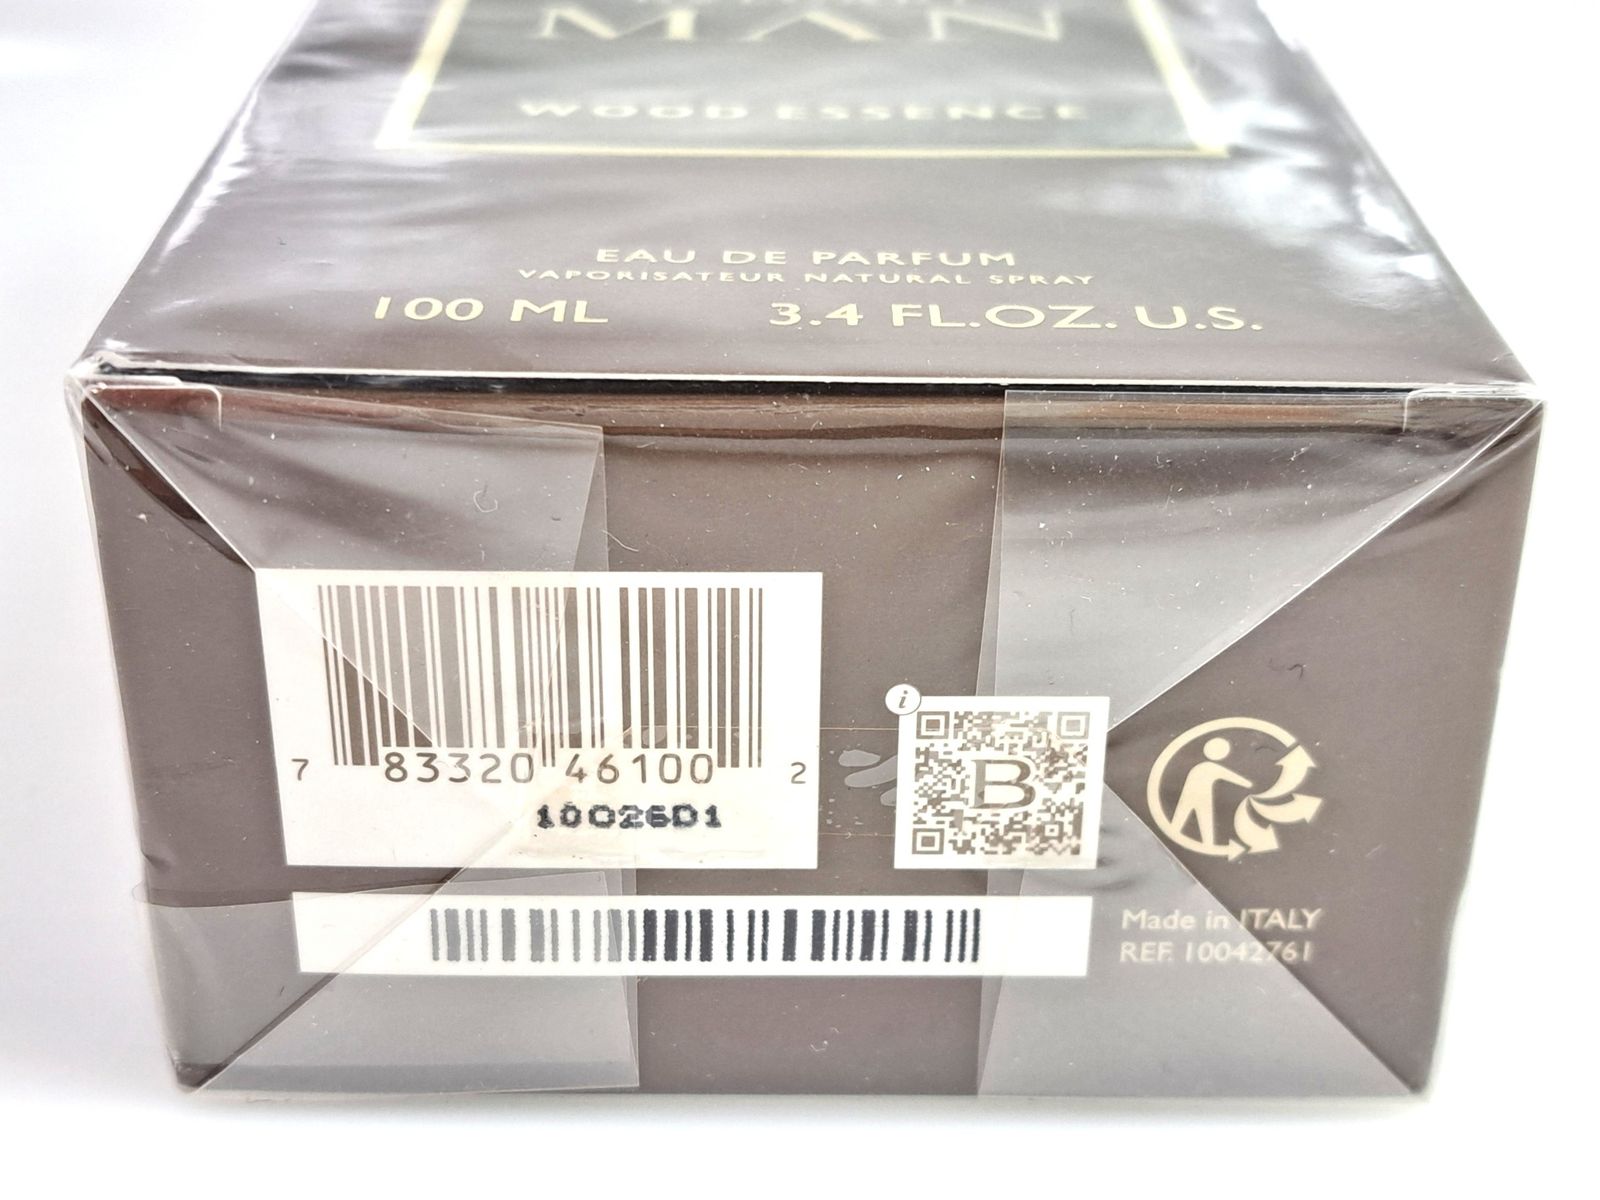 MAN
WOOD ESSENCE
EAU DE PARFUM
VAPORISATEUR NATURAL SPRAY
100 ML 3.4 FL.OZ. U.S.
i
B
7 83320 46100 2
10026D1
Made in ITALY
REF. 10042761